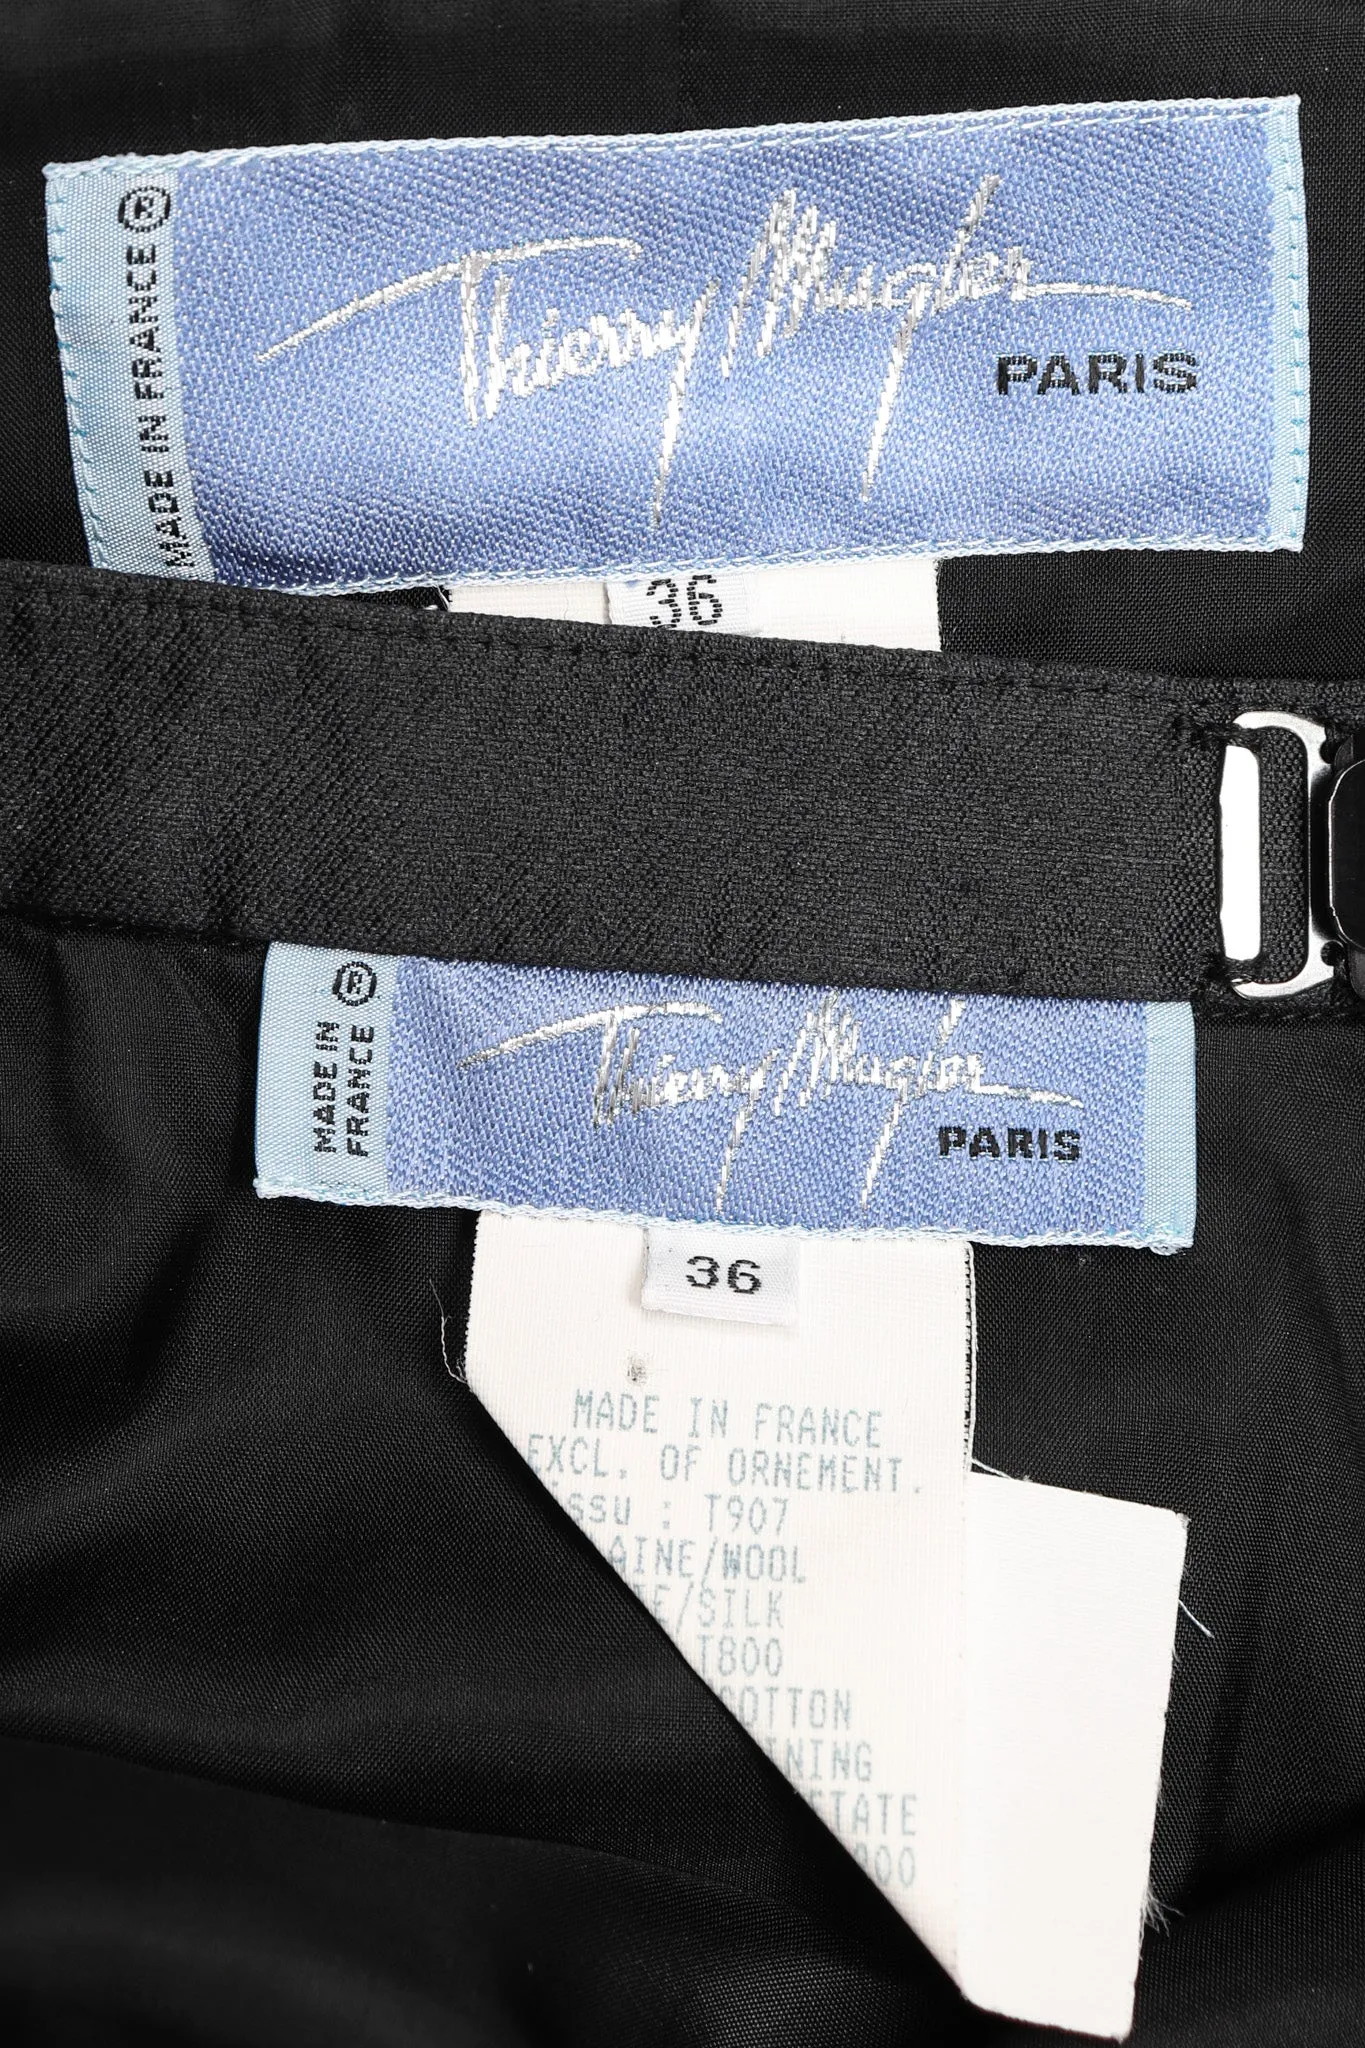 MADE IN FRANCE ®
Thierry Mugler
PARIS
36
MADE IN
FRANCE ®
Thierry Mugler
PARIS
36
MADE IN FRANCE
EXCL. OF ORNEMENT.
: T907
/WOOL
/SILK
T800